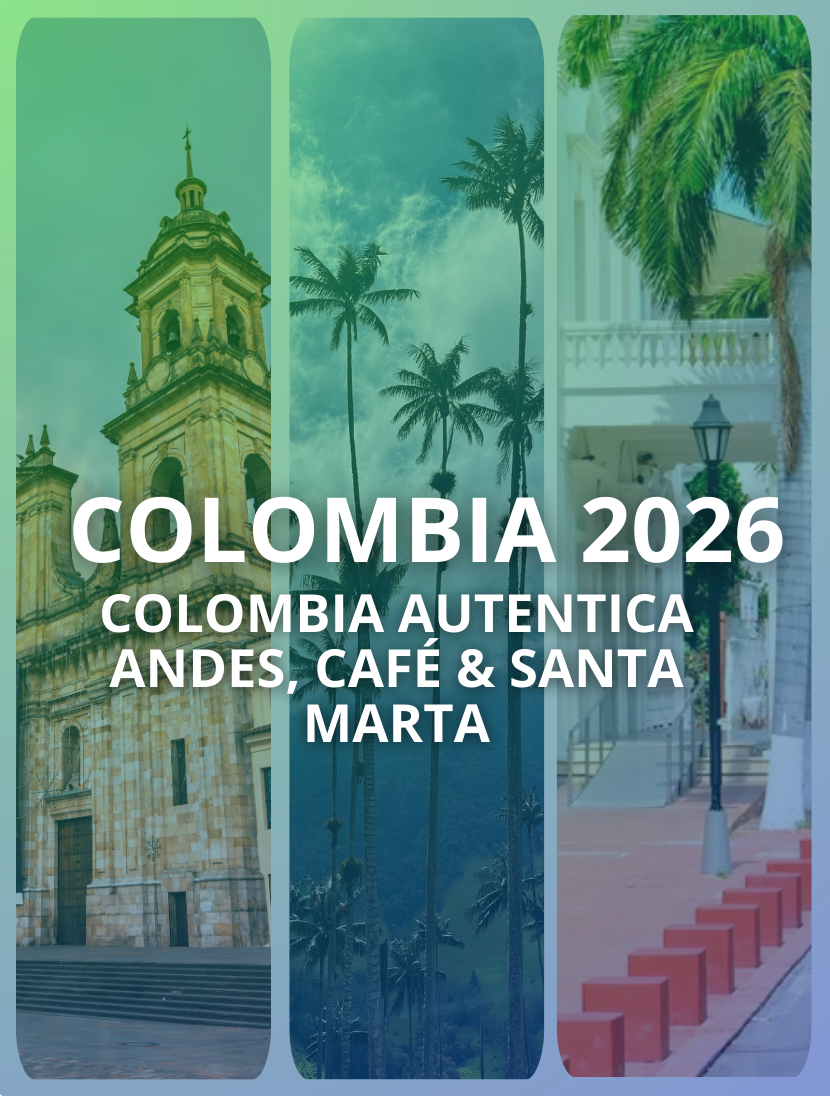 COLOMBIA 2026
COLOMBIA AUTENTICA
ANDES, CAFÉ & SANTA
MARTA